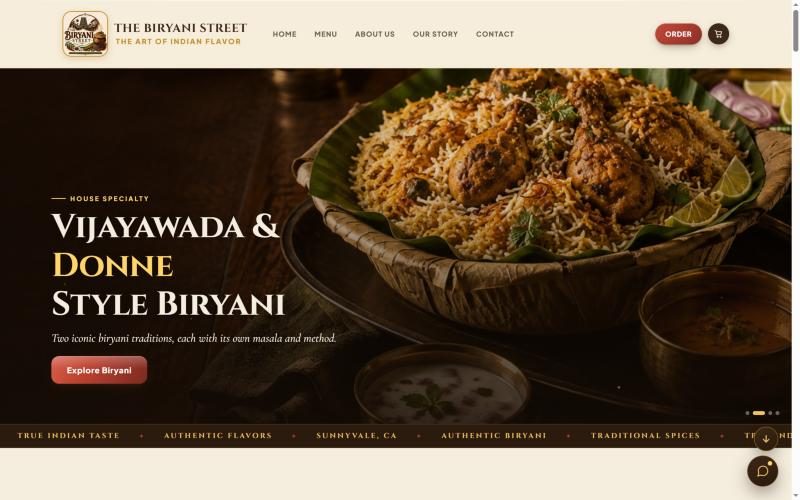 BIRYANI
STREET
THE BIRYANI STREET
THE ART OF INDIAN FLAVOR
HOME
MENU
ABOUT US
OUR STORY
CONTACT
ORDER
HOUSE SPECIALTY
VIJAYAWADA &
DONNE
STYLE BIRYANI
Two iconic biryani traditions, each with its own masala and method.
Explore Biryani
TRUE INDIAN TASTE
AUTHENTIC FLAVORS
SUNNYVALE, CA
AUTHENTIC BIRYANI
TRADITIONAL SPICES